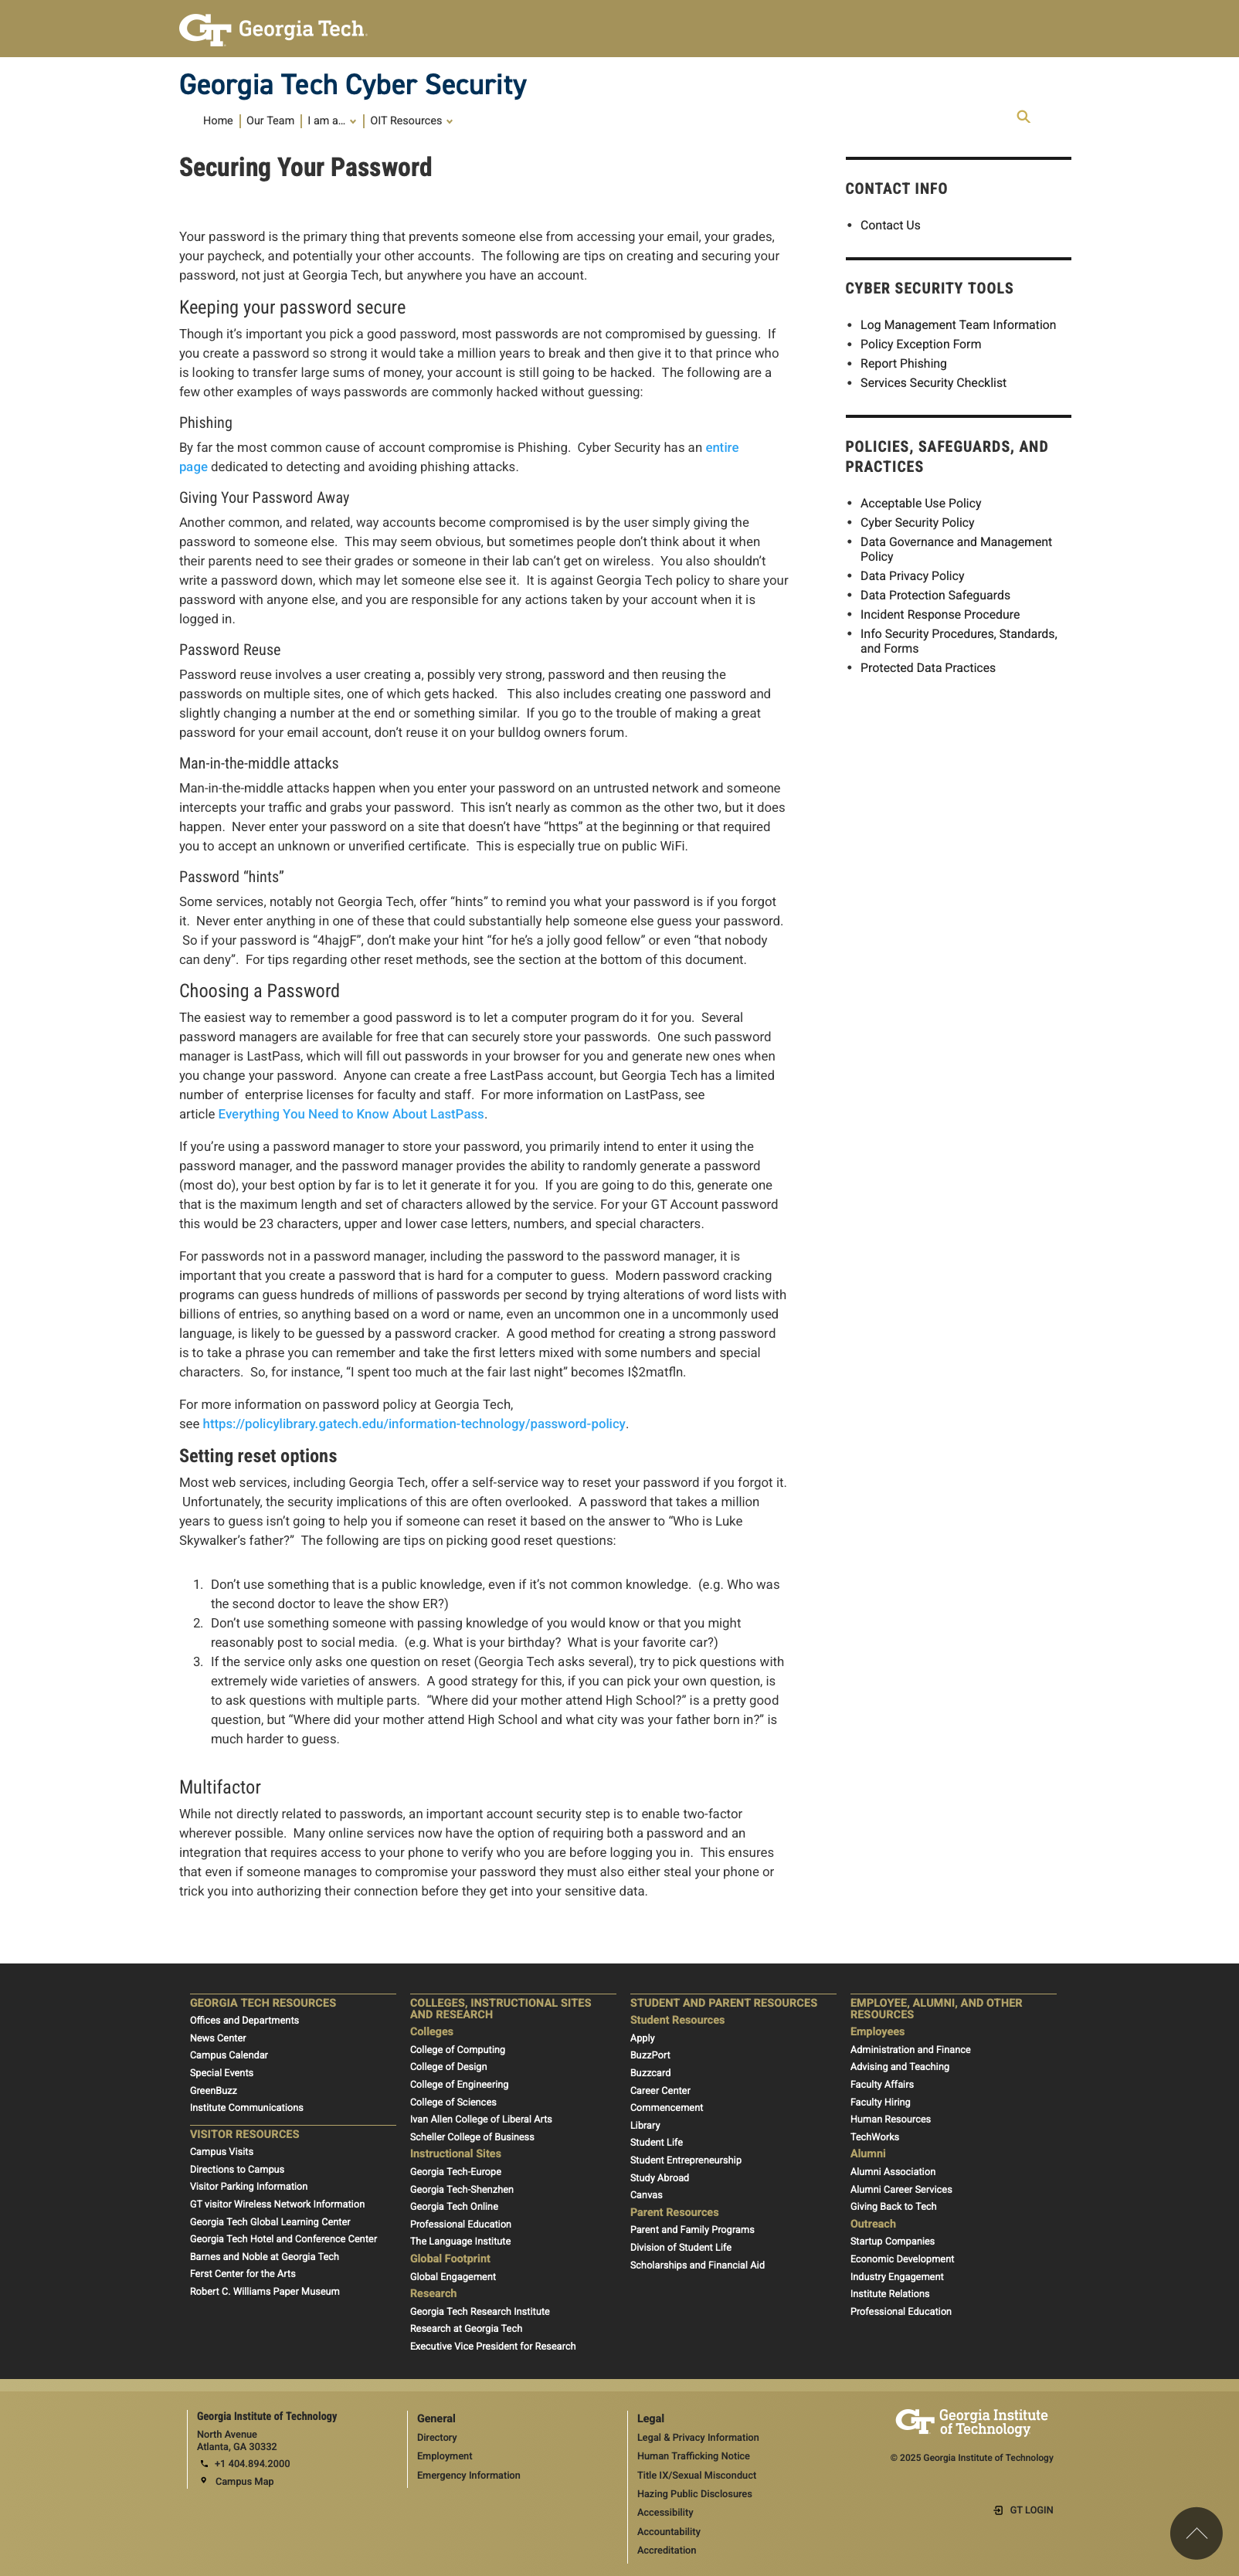 Georgia Tech
Georgia Tech Cyber Security
Home
Our Team
I am a...
OIT Resources
Securing Your Password
Your password is the primary thing that prevents someone else from accessing your email, your grades,
your paycheck, and potentially your other accounts.  The following are tips on creating and securing your
password, not just at Georgia Tech, but anywhere you have an account.
Keeping your password secure
Though it’s important you pick a good password, most passwords are not compromised by guessing.  If
you create a password so strong it would take a million years to break and then give it to that prince who
is looking to transfer large sums of money, your account is still going to be hacked.  The following are a
few other examples of ways passwords are commonly hacked without guessing:
Phishing
By far the most common cause of account compromise is Phishing.  Cyber Security has an entire
page dedicated to detecting and avoiding phishing attacks.
Giving Your Password Away
Another common, and related, way accounts become compromised is by the user simply giving the
password to someone else.  This may seem obvious, but sometimes people don’t think about it when
their parents need to see their grades or someone in their lab can’t get on wireless.  You also shouldn’t
write a password down, which may let someone else see it.  It is against Georgia Tech policy to share your
password with anyone else, and you are responsible for any actions taken by your account when it is
logged in.
Password Reuse
Password reuse involves a user creating a, possibly very strong, password and then reusing the
passwords on multiple sites, one of which gets hacked.   This also includes creating one password and
slightly changing a number at the end or something similar.  If you go to the trouble of making a great
password for your email account, don’t reuse it on your bulldog owners forum.
Man-in-the-middle attacks
Man-in-the-middle attacks happen when you enter your password on an untrusted network and someone
intercepts your traffic and grabs your password.  This isn’t nearly as common as the other two, but it does
happen.  Never enter your password on a site that doesn’t have “https” at the beginning or that required
you to accept an unknown or unverified certificate.  This is especially true on public WiFi.
Password “hints”
Some services, notably not Georgia Tech, offer “hints” to remind you what your password is if you forgot
it.  Never enter anything in one of these that could substantially help someone else guess your password.
So if your password is “4hajgF”, don’t make your hint “for he’s a jolly good fellow” or even “that nobody
can deny”.  For tips regarding other reset methods, see the section at the bottom of this document.
Choosing a Password
The easiest way to remember a good password is to let a computer program do it for you.  Several
password managers are available for free that can securely store your passwords.  One such password
manager is LastPass, which will fill out passwords in your browser for you and generate new ones when
you change your password.  Anyone can create a free LastPass account, but Georgia Tech has a limited
number of  enterprise licenses for faculty and staff.  For more information on LastPass, see
article Everything You Need to Know About LastPass.
If you’re using a password manager to store your password, you primarily intend to enter it using the
password manager, and the password manager provides the ability to randomly generate a password
(most do), your best option by far is to let it generate it for you.  If you are going to do this, generate one
that is the maximum length and set of characters allowed by the service. For your GT Account password
this would be 23 characters, upper and lower case letters, numbers, and special characters.
For passwords not in a password manager, including the password to the password manager, it is
important that you create a password that is hard for a computer to guess.  Modern password cracking
programs can guess hundreds of millions of passwords per second by trying alterations of word lists with
billions of entries, so anything based on a word or name, even an uncommon one in a uncommonly used
language, is likely to be guessed by a password cracker.  A good method for creating a strong password
is to take a phrase you can remember and take the first letters mixed with some numbers and special
characters.  So, for instance, “I spent too much at the fair last night” becomes I$2matfln.
For more information on password policy at Georgia Tech,
see https://policylibrary.gatech.edu/information-technology/password-policy.
Setting reset options
Most web services, including Georgia Tech, offer a self-service way to reset your password if you forgot it.
Unfortunately, the security implications of this are often overlooked.  A password that takes a million
years to guess isn’t going to help you if someone can reset it based on the answer to “Who is Luke
Skywalker’s father?”  The following are tips on picking good reset questions:
1. Don’t use something that is a public knowledge, even if it’s not common knowledge.  (e.g. Who was
the second doctor to leave the show ER?)
2. Don’t use something someone with passing knowledge of you would know or that you might
reasonably post to social media.  (e.g. What is your birthday?  What is your favorite car?)
3. If the service only asks one question on reset (Georgia Tech asks several), try to pick questions with
extremely wide varieties of answers.  A good strategy for this, if you can pick your own question, is
to ask questions with multiple parts.  “Where did your mother attend High School?” is a pretty good
question, but “Where did your mother attend High School and what city was your father born in?” is
much harder to guess.
Multifactor
While not directly related to passwords, an important account security step is to enable two-factor
wherever possible.  Many online services now have the option of requiring both a password and an
integration that requires access to your phone to verify who you are before logging you in.  This ensures
that even if someone manages to compromise your password they must also either steal your phone or
trick you into authorizing their connection before they get into your sensitive data.
CONTACT INFO
• Contact Us
CYBER SECURITY TOOLS
• Log Management Team Information
• Policy Exception Form
• Report Phishing
• Services Security Checklist
POLICIES, SAFEGUARDS, AND
PRACTICES
• Acceptable Use Policy
• Cyber Security Policy
• Data Governance and Management
Policy
• Data Privacy Policy
• Data Protection Safeguards
• Incident Response Procedure
• Info Security Procedures, Standards,
and Forms
• Protected Data Practices
GEORGIA TECH RESOURCES
Offices and Departments
News Center
Campus Calendar
Special Events
GreenBuzz
Institute Communications
VISITOR RESOURCES
Campus Visits
Directions to Campus
Visitor Parking Information
GT visitor Wireless Network Information
Georgia Tech Global Learning Center
Georgia Tech Hotel and Conference Center
Barnes and Noble at Georgia Tech
Ferst Center for the Arts
Robert C. Williams Paper Museum
COLLEGES, INSTRUCTIONAL SITES
AND RESEARCH
Colleges
College of Computing
College of Design
College of Engineering
College of Sciences
Ivan Allen College of Liberal Arts
Scheller College of Business
Instructional Sites
Georgia Tech-Europe
Georgia Tech-Shenzhen
Georgia Tech Online
Professional Education
The Language Institute
Global Footprint
Global Engagement
Research
Georgia Tech Research Institute
Research at Georgia Tech
Executive Vice President for Research
STUDENT AND PARENT RESOURCES
Student Resources
Apply
BuzzPort
Buzzcard
Career Center
Commencement
Library
Student Life
Student Entrepreneurship
Study Abroad
Canvas
Parent Resources
Parent and Family Programs
Division of Student Life
Scholarships and Financial Aid
EMPLOYEE, ALUMNI, AND OTHER
RESOURCES
Employees
Administration and Finance
Advising and Teaching
Faculty Affairs
Faculty Hiring
Human Resources
TechWorks
Alumni
Alumni Association
Alumni Career Services
Giving Back to Tech
Outreach
Startup Companies
Economic Development
Industry Engagement
Institute Relations
Professional Education
Georgia Institute of Technology
North Avenue
Atlanta, GA 30332
+1 404.894.2000
Campus Map
General
Directory
Employment
Emergency Information
Legal
Legal & Privacy Information
Human Trafficking Notice
Title IX/Sexual Misconduct
Hazing Public Disclosures
Accessibility
Accountability
Accreditation
Georgia Institute
of Technology
© 2025 Georgia Institute of Technology
GT LOGIN